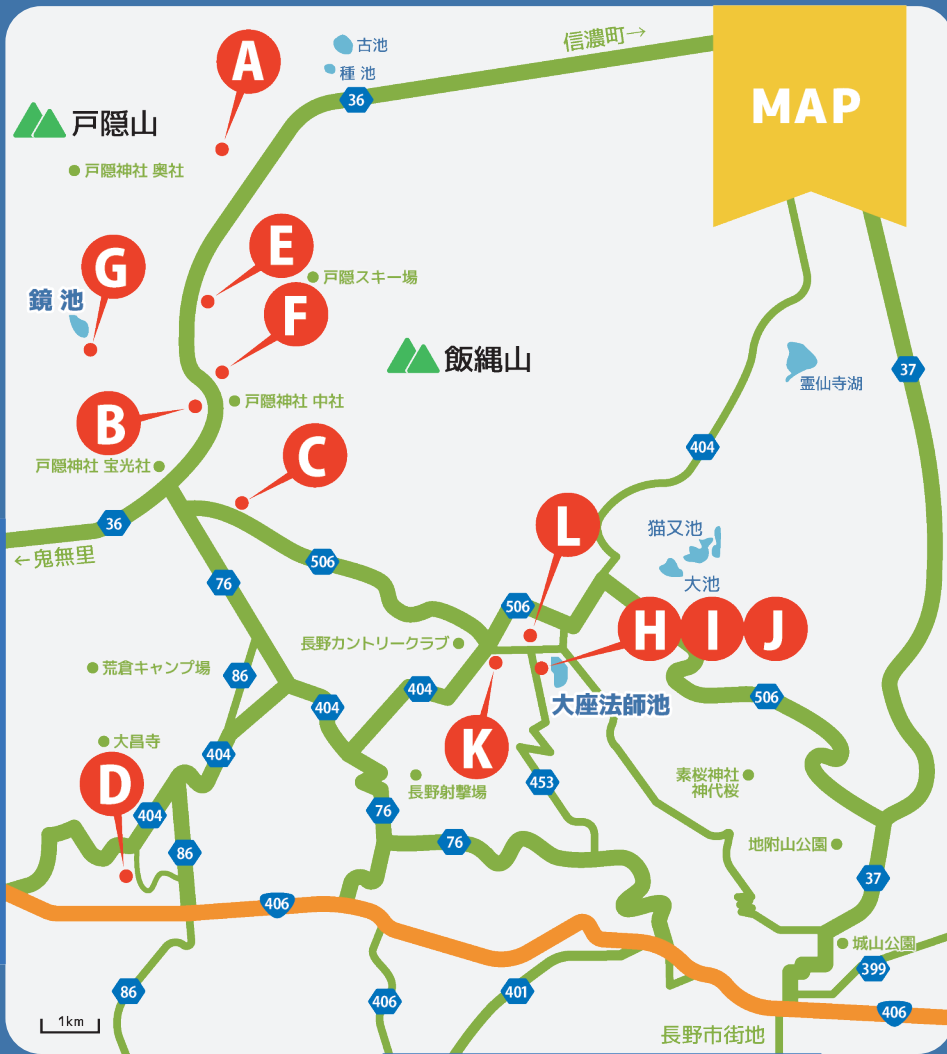 MAP
信濃町→
古池
種池
A
36
戸隠山
戸隠神社 奥社
E
G
戸隠スキー場
鏡池
F
飯縄山
霊仙寺湖
37
B
戸隠神社 中社
C
404
戸隠神社 宝光社
36
←鬼無里
L
猫又池
大池
506
76
506
H I J
長野カントリークラブ
荒倉キャンプ場
86
404
404
大座法師池
506
大昌寺
404
K
D
453
素桜神社
神代桜
長野射撃場
404
76
76
86
地附山公園
37
406
城山公園
399
86
406
401
406
1km
長野市街地